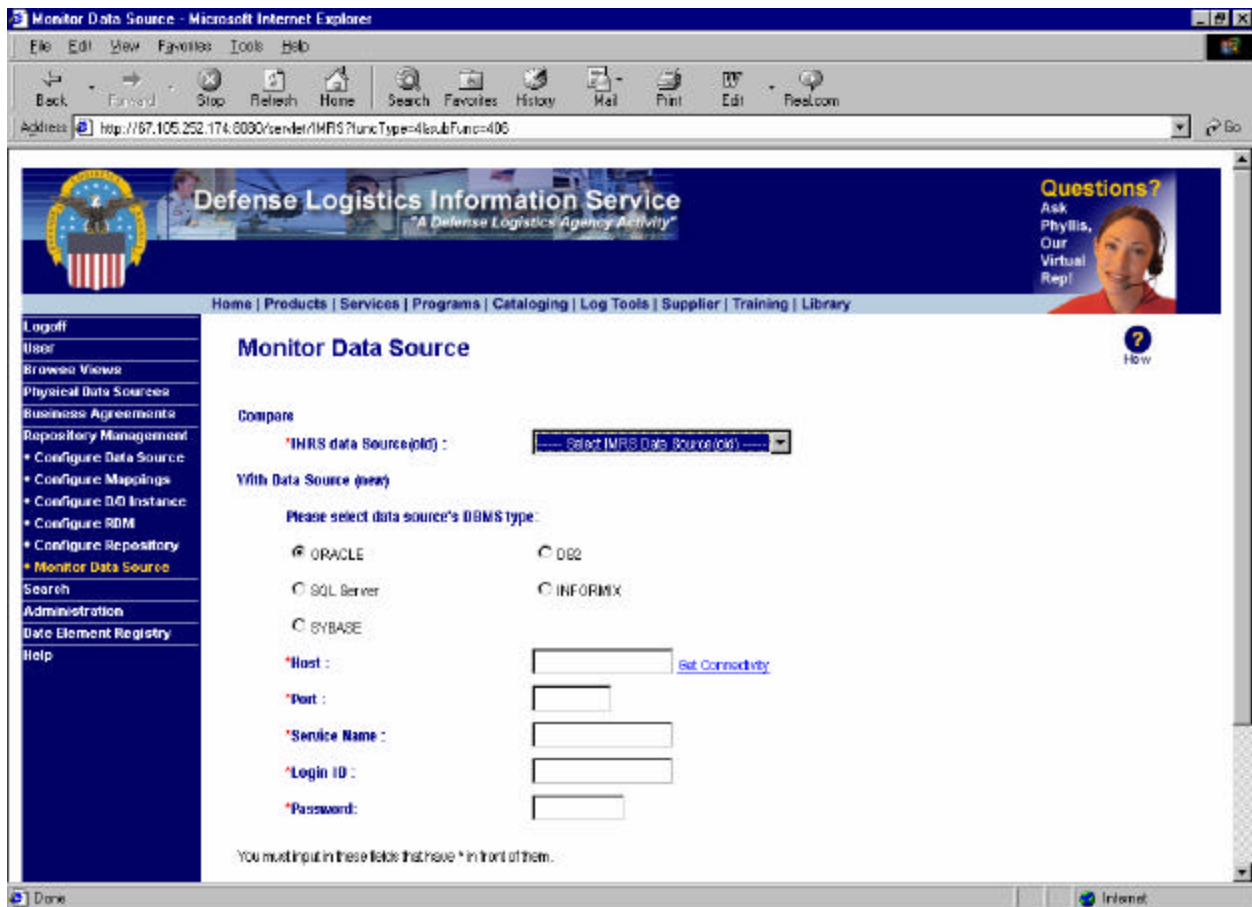 Monitor Data Source - Microsoft Internet Explorer
File Edit View Favorites Tools Help
Back Forward Stop Refresh Home Search Favorites History Mail Print Edit Real.com
Address http://67.105.252.174:8080/servlet/IMRS?funcType=4&subFunc=406 Go
Defense Logistics Information Service
"A Defense Logistics Agency Activity"
Questions?
Ask
Phyllis,
Our
Virtual
Rep!
Home | Products | Services | Programs | Cataloging | Log Tools | Supplier | Training | Library
Logoff
User
Browse Views
Physical Data Sources
Business Agreements
Repository Management
• Configure Data Source
• Configure Mappings
• Configure D/D Instance
• Configure RDM
• Configure Repository
• Monitor Data Source
Search
Administration
Date Element Registry
Help
Monitor Data Source
? How
Compare
*IMRS data Source(old) : ----- Select IMRS Data Source(old) -----
With Data Source (new)
Please select data source's DBMS type:
ORACLE DB2
SQL Server INFORMIX
SYBASE
*Host : Get Connectivity
*Port :
*Service Name :
*Login ID :
*Password:
You must input in these fields that have * in front of them.
Done Internet